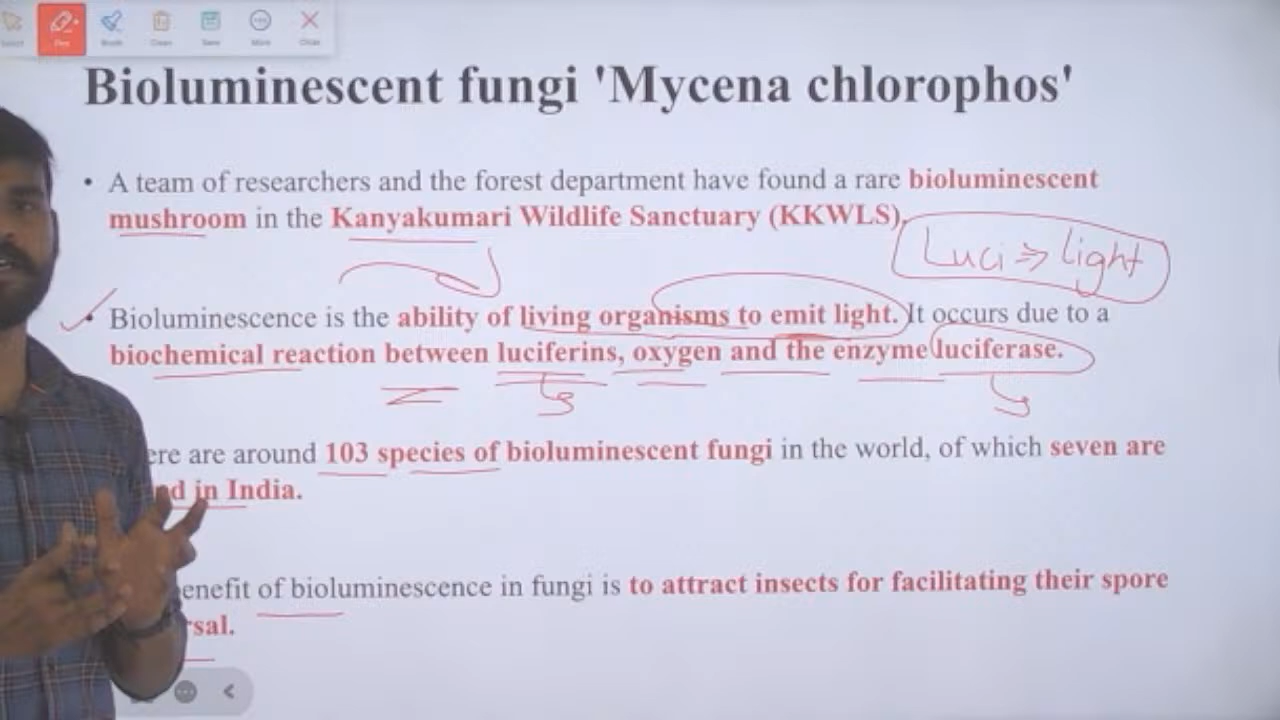 Select Pen Brush Clean Save More Close
Bioluminescent fungi 'Mycena chlorophos'
• A team of researchers and the forest department have found a rare bioluminescent
mushroom in the Kanyakumari Wildlife Sanctuary (KKWLS).
Luci ⇒ light
• Bioluminescence is the ability of living organisms to emit light. It occurs due to a
biochemical reaction between luciferins, oxygen and the enzyme luciferase.
ere are around 103 species of bioluminescent fungi in the world, of which seven are
d in India.
enefit of bioluminescence in fungi is to attract insects for facilitating their spore
rsal.